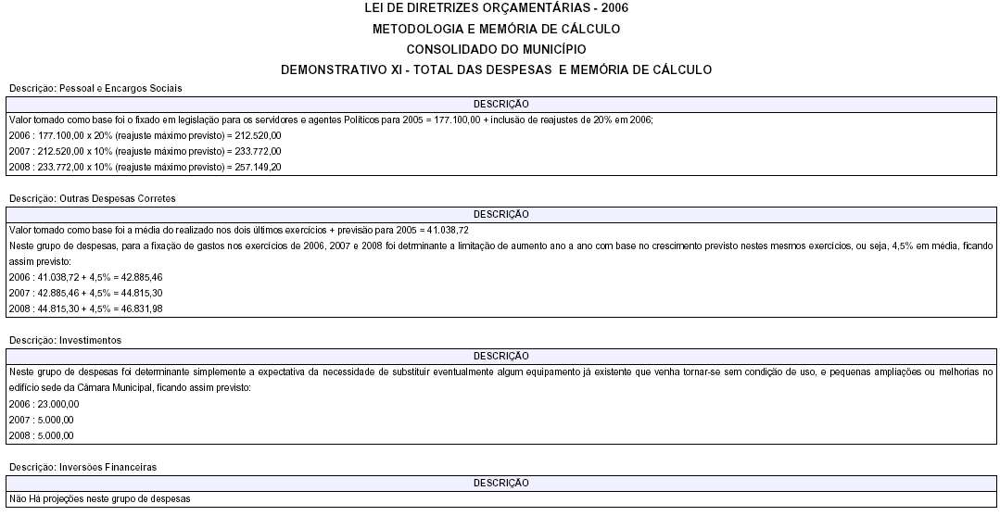 LEI DE DIRETRIZES ORÇAMENTÁRIAS - 2006
METODOLOGIA E MEMÓRIA DE CÁLCULO
CONSOLIDADO DO MUNICÍPIO
DEMONSTRATIVO XI - TOTAL DAS DESPESAS E MEMÓRIA DE CÁLCULO
Descrição: Pessoal e Encargos Sociais
DESCRIÇÃO
Valor tomado como base foi o fixado em legislação para os servidores e agentes Políticos para 2005 = 177.100,00 + inclusão de reajustes de 20% em 2006;
2006 : 177.100,00 x 20% (reajuste máximo previsto) = 212.520,00
2007 : 212.520,00 x 10% (reajuste máximo previsto) = 233.772,00
2008 : 233.772,00 x 10% (reajuste máximo previsto) = 257.149,20
Descrição: Outras Despesas Corretes
DESCRIÇÃO
Valor tomado como base foi a média do realizado nos dois últimos exercícios + previsão para 2005 = 41.038,72
Neste grupo de despesas, para a fixação de gastos nos exercícios de 2006, 2007 e 2008 foi detrminante a limitação de aumento ano a ano com base no crescimento previsto nestes mesmos exercícios, ou seja, 4,5% em média, ficando
assim previsto:
2006 : 41.038,72 + 4,5% = 42.885,46
2007 : 42.885,46 + 4,5% = 44.815,30
2008 : 44.815,30 + 4,5% = 46.831,98
Descrição: Investimentos
DESCRIÇÃO
Neste grupo de despesas foi determinante simplemente a expectativa da necessidade de substituir eventualmente algum equipamento já existente que venha tornar-se sem condição de uso, e pequenas ampliações ou melhorias no
edifício sede da Câmara Municipal, ficando assim previsto:
2006 : 23.000,00
2007 : 5.000,00
2008 : 5.000,00
Descrição: Inversões Financeiras
DESCRIÇÃO
Não Há projeções neste grupo de despesas